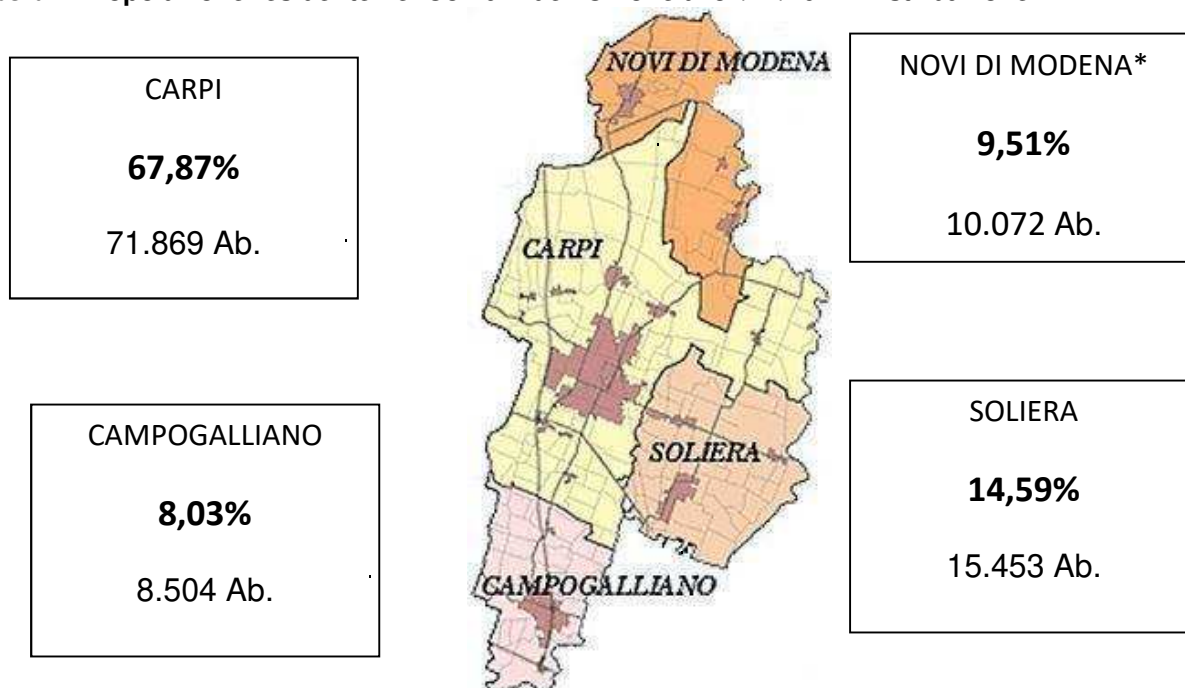 CARPI
67,87%
71.869 Ab.
NOVI DI MODENA*
9,51%
10.072 Ab.
CAMPOGALLIANO
8,03%
8.504 Ab.
SOLIERA
14,59%
15.453 Ab.
NOVI DI MODENA
CARPI
SOLIERA
CAMPOGALLIANO